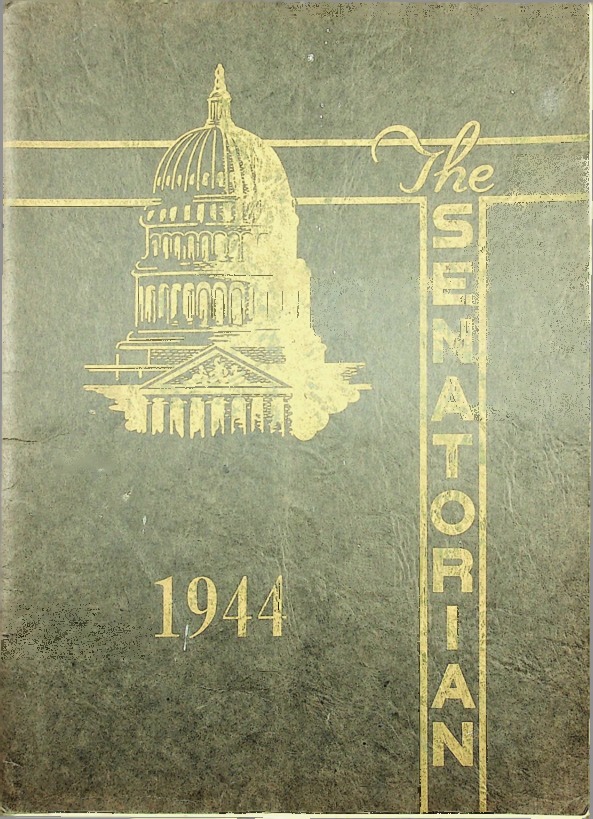 The
SENATORIAN
1944